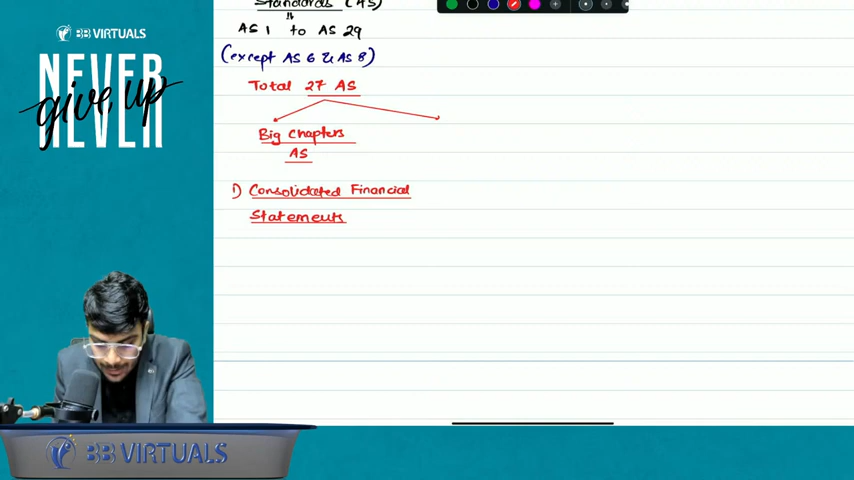 Standards (AS)
AS 1 to AS 29
(except AS 6 & AS 8)
Total 27 AS
Big Chapters
AS
1) Consolidated Financial
Statements
BB VIRTUALS
NEVER
give up
NEVER
BB VIRTUALS